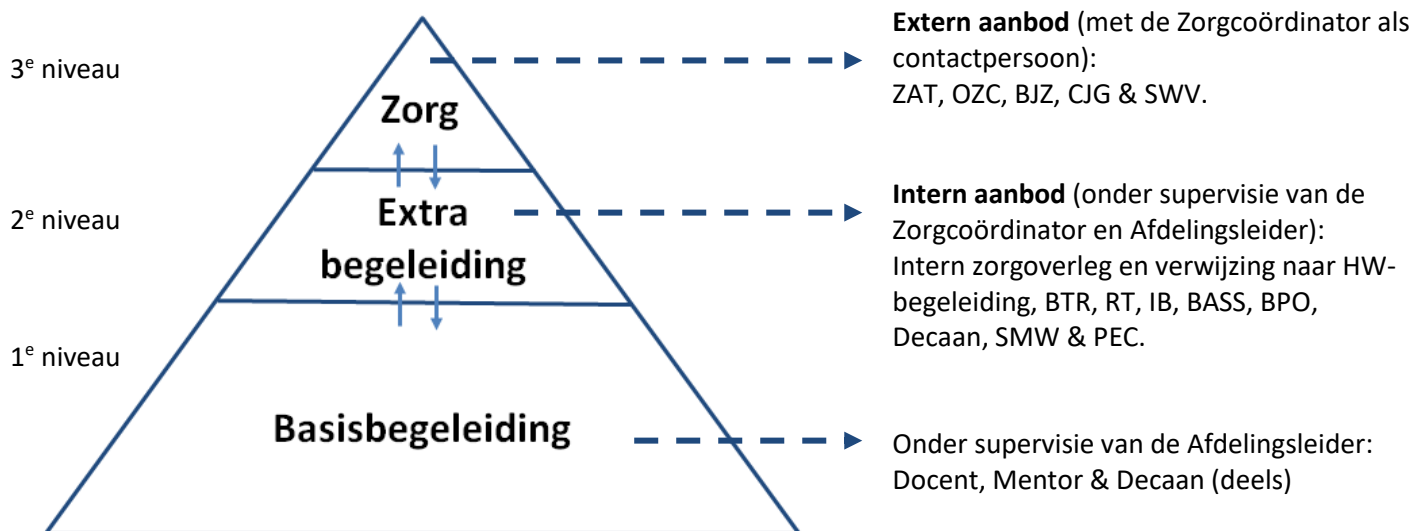 3e niveau
Zorg
Extern aanbod (met de Zorgcoördinator als
contactpersoon):
ZAT, OZC, BJZ, CJG & SWV.
2e niveau
Extra
begeleiding
Intern aanbod (onder supervisie van de
Zorgcoördinator en Afdelingsleider):
Intern zorgoverleg en verwijzing naar HW-
begeleiding, BTR, RT, IB, BASS, BPO,
Decaan, SMW & PEC.
1e niveau
Basisbegeleiding
Onder supervisie van de Afdelingsleider:
Docent, Mentor & Decaan (deels)